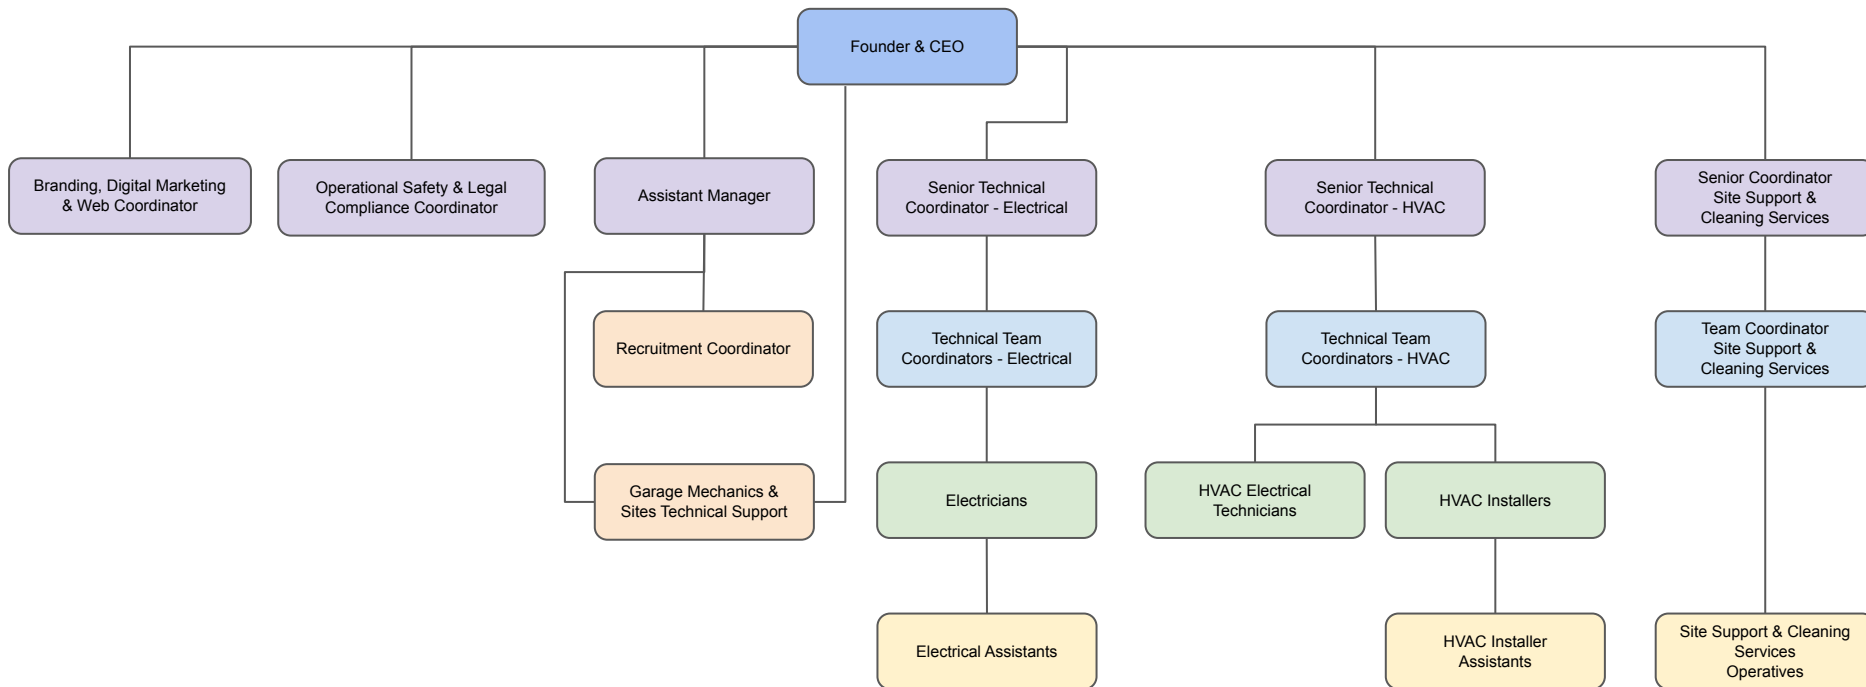 Founder & CEO
Branding, Digital Marketing
& Web Coordinator
Operational Safety & Legal
Compliance Coordinator
Assistant Manager
Senior Technical
Coordinator - Electrical
Senior Technical
Coordinator - HVAC
Senior Coordinator
Site Support &
Cleaning Services
Recruitment Coordinator
Technical Team
Coordinators - Electrical
Technical Team
Coordinators - HVAC
Team Coordinator
Site Support &
Cleaning Services
Garage Mechanics &
Sites Technical Support
Electricians
HVAC Electrical
Technicians
HVAC Installers
Electrical Assistants
HVAC Installer
Assistants
Site Support & Cleaning
Services
Operatives